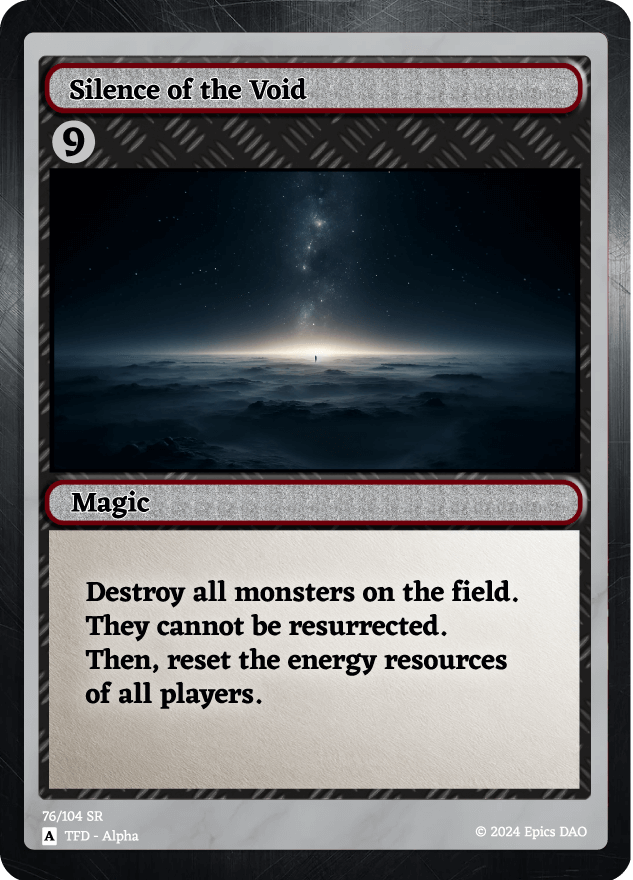 Silence of the Void
9
Magic
Destroy all monsters on the field.
They cannot be resurrected.
Then, reset the energy resources
of all players.
76/104 SR
A TFD - Alpha
© 2024 Epics DAO